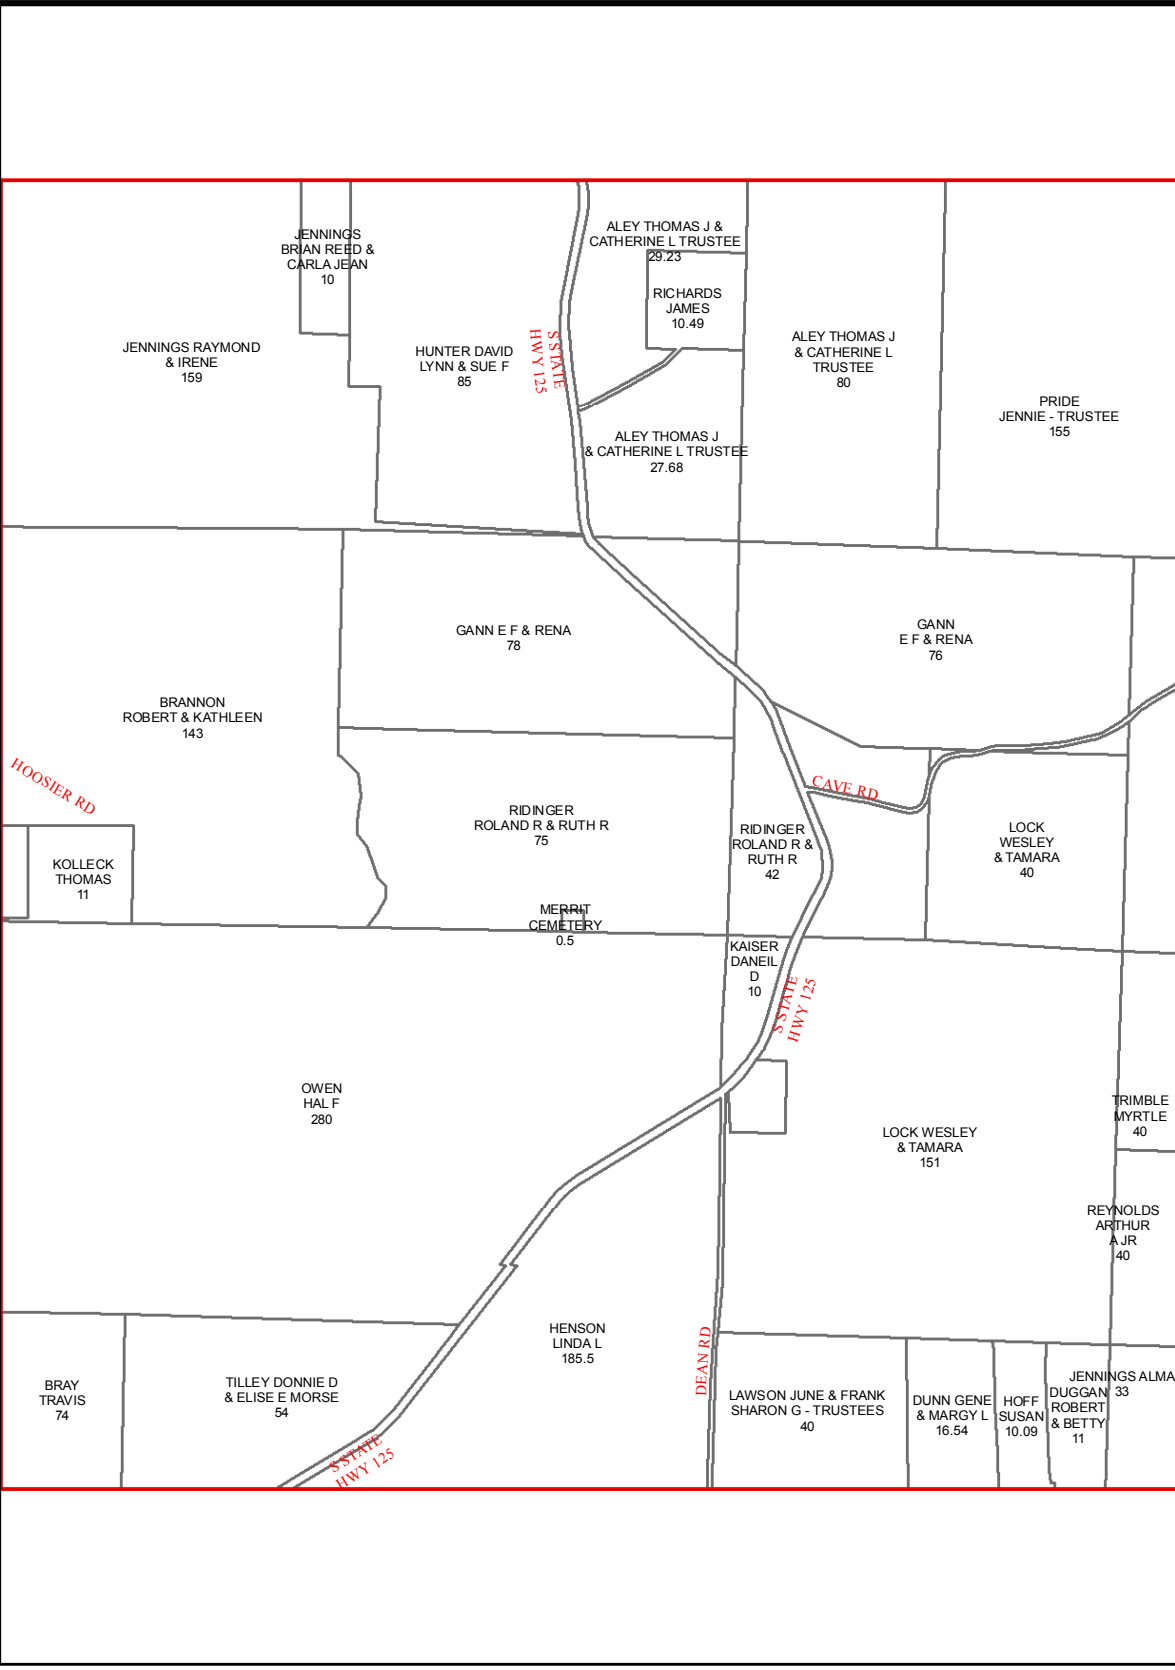 JENNINGS
BRIAN REED &
CARLA JEAN
10
ALEY THOMAS J &
CATHERINE L TRUSTEE
29.23
RICHARDS
JAMES
10.49
JENNINGS RAYMOND
& IRENE
159
HUNTER DAVID
LYNN & SUE F
85
S STATE
HWY 125
ALEY THOMAS J
& CATHERINE L
TRUSTEE
80
PRIDE
JENNIE - TRUSTEE
155
ALEY THOMAS J
& CATHERINE L TRUSTEE
27.68
GANN E F & RENA
78
GANN
E F & RENA
76
BRANNON
ROBERT & KATHLEEN
143
HOOSIER RD
CAVE RD
RIDINGER
ROLAND R & RUTH R
75
RIDINGER
ROLAND R &
RUTH R
42
LOCK
WESLEY
& TAMARA
40
KOLLECK
THOMAS
11
MERRIT
CEMETERY
0.5
KAISER
DANEIL
D
10
S STATE
HWY 125
OWEN
HAL F
280
LOCK WESLEY
& TAMARA
151
TRIMBLE
MYRTLE
40
REYNOLDS
ARTHUR
A JR
40
HENSON
LINDA L
185.5
DEAN RD
BRAY
TRAVIS
74
TILLEY DONNIE D
& ELISE E MORSE
54
LAWSON JUNE & FRANK
SHARON G - TRUSTEES
40
DUNN GENE
& MARGY L
16.54
HOFF
SUSAN
10.09
DUGGAN
ROBERT
& BETTY
11
JENNINGS ALMA
33
S STATE
HWY 125